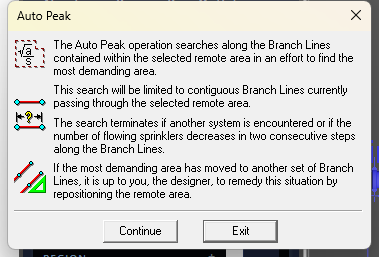 Auto Peak
The Auto Peak operation searches along the Branch Lines
contained within the selected remote area in an effort to find the
most demanding area.
This search will be limited to contiguous Branch Lines currently
passing through the selected remote area.
The search terminates if another system is encountered or if the
number of flowing sprinklers decreases in two consecutive steps
along the Branch Lines.
If the most demanding area has moved to another set of Branch
Lines, it is up to you, the designer, to remedy this situation by
repositioning the remote area.
Continue
Exit